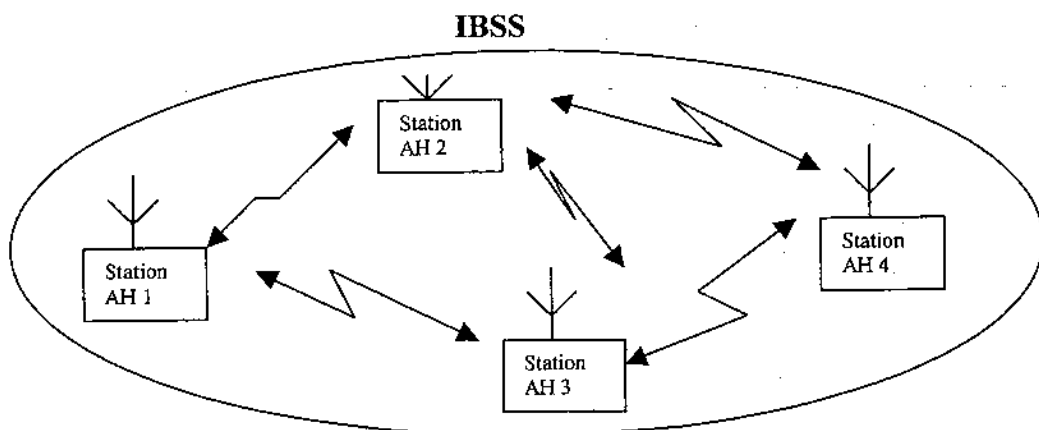 IBSS
Station
AH 2
Station
AH 4
Station
AH 1
Station
AH 3